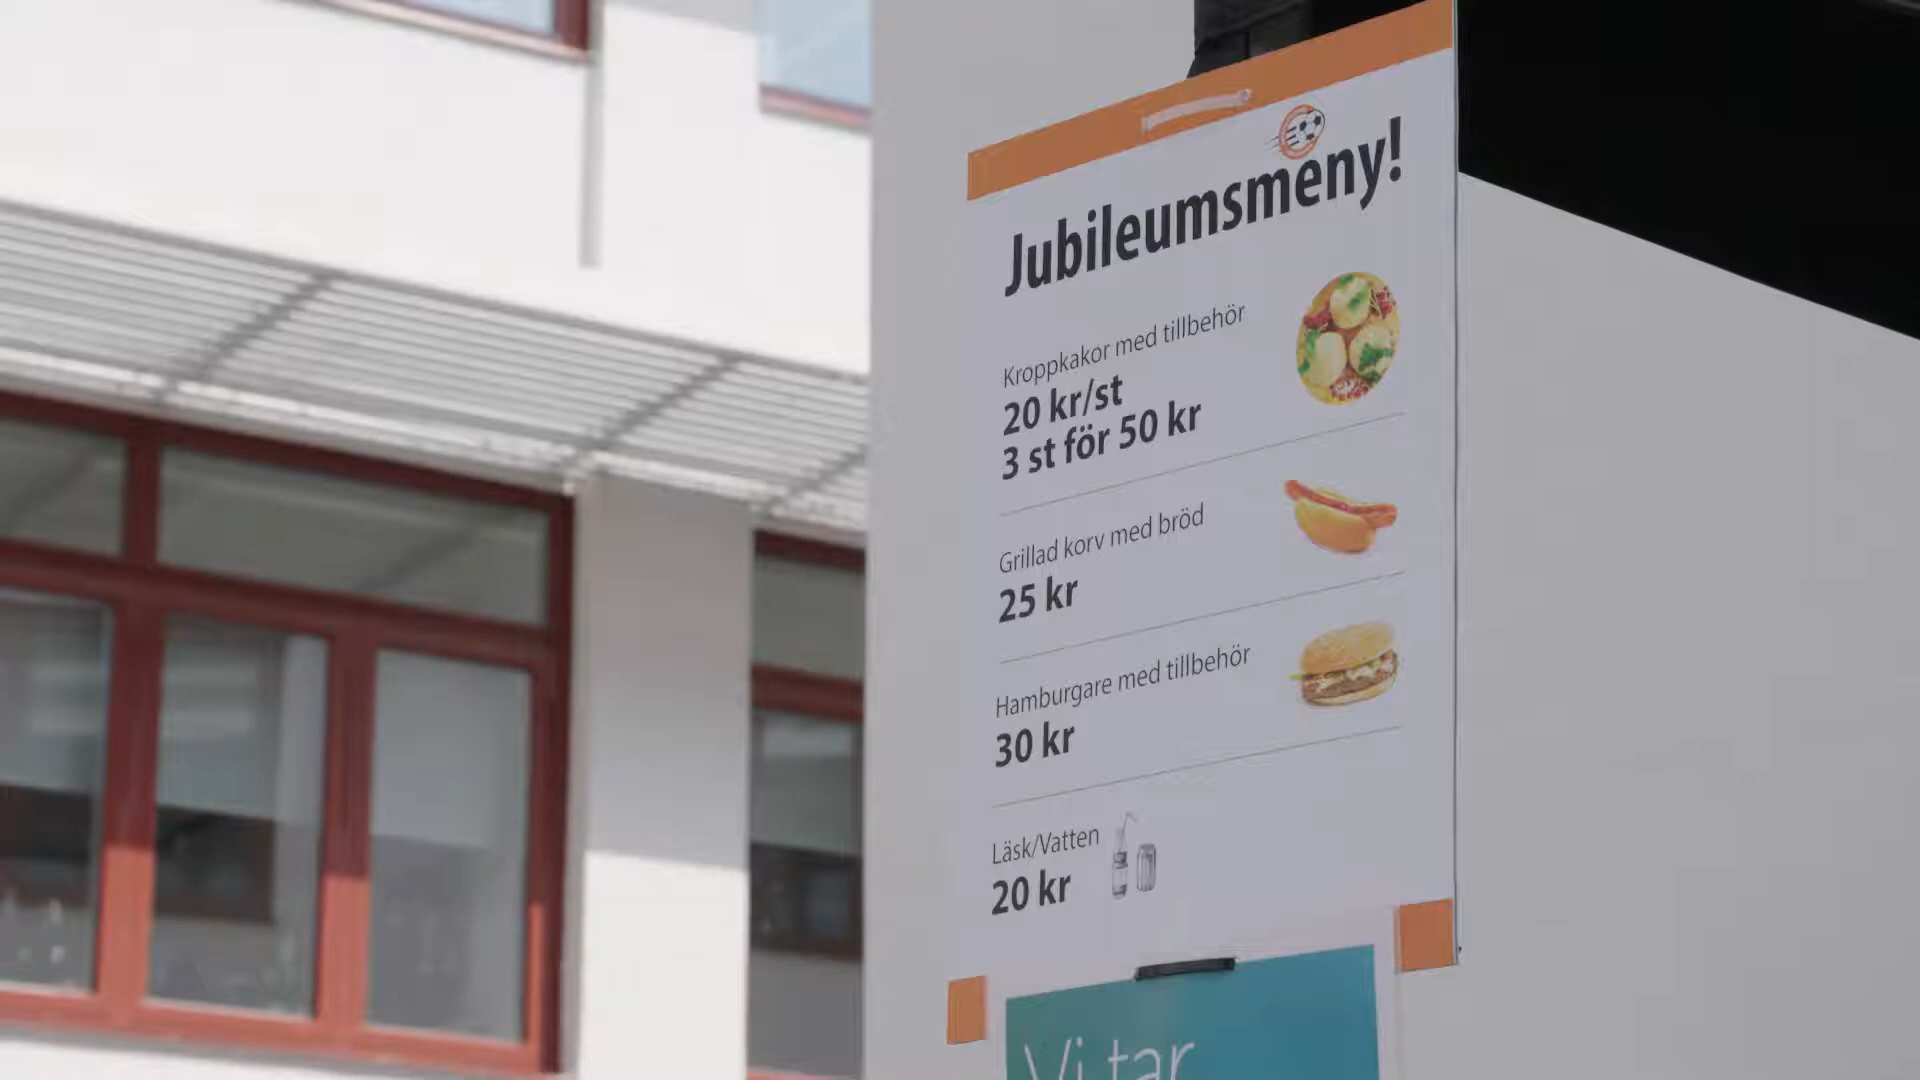 Jubileumsmeny!
Kroppkakor med tillbehör
20 kr/st
3 st för 50 kr
Grillad korv med bröd
25 kr
Hamburgare med tillbehör
30 kr
Läsk/Vatten
20 kr
Vi tar